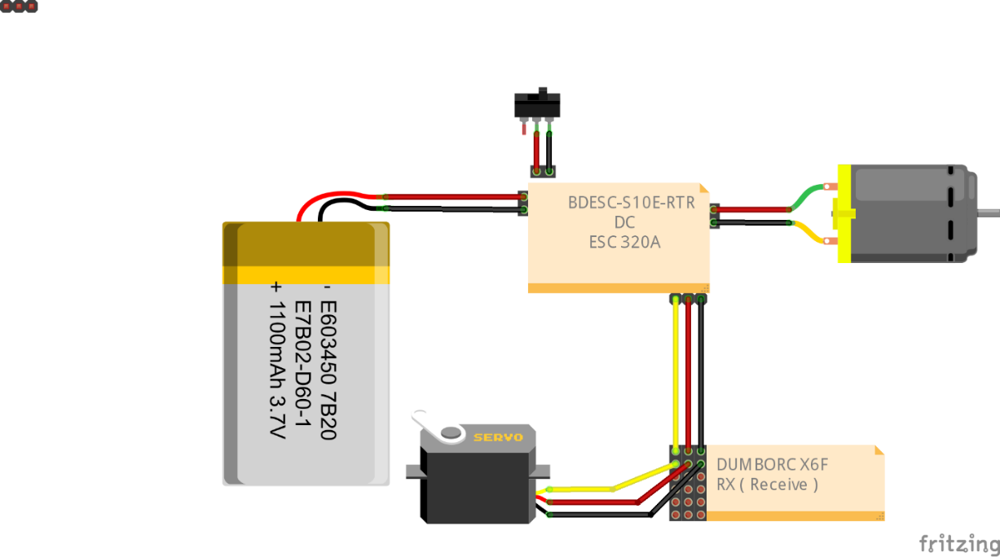 BDESC-S10E-RTR
DC
ESC 320A
- E603450 7B20
E7B02-D60-1
+ 1100mAh 3.7V
SERVO
DUMBORC X6F
RX ( Receive )
fritzing